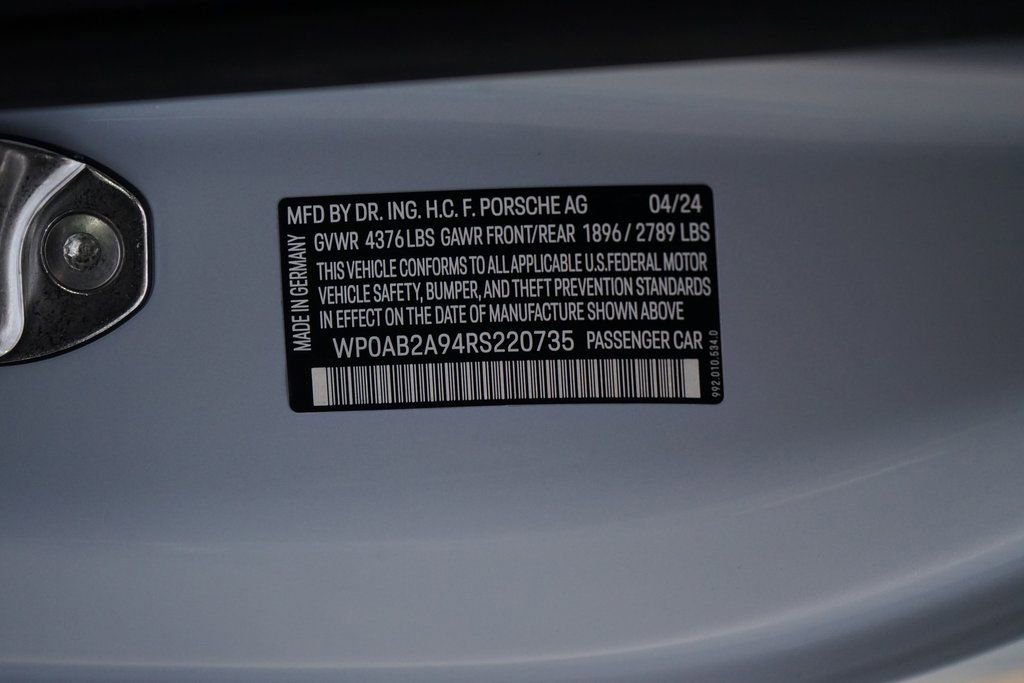 MFD BY DR. ING. H.C. F. PORSCHE AG 04/24
GVWR 4376 LBS GAWR FRONT/REAR 1896 / 2789 LBS
THIS VEHICLE CONFORMS TO ALL APPLICABLE U.S.FEDERAL MOTOR
VEHICLE SAFETY, BUMPER, AND THEFT PREVENTION STANDARDS
IN EFFECT ON THE DATE OF MANUFACTURE SHOWN ABOVE
WP0AB2A94RS220735 PASSENGER CAR
MADE IN GERMANY
992.010.534.0